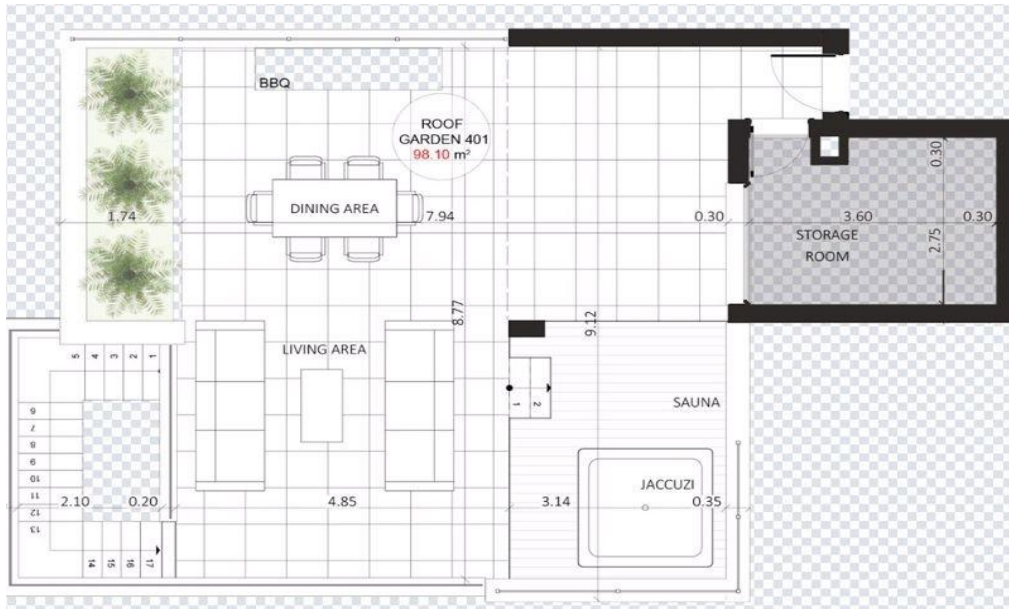 BBQ
ROOF
GARDEN 401
98.10 m²
DINING AREA
1.74
7.94
0.30
3.60
0.30
0.30
2.75
STORAGE
ROOM
8.77
9.12
LIVING AREA
5 4 3 2 1
6
7
8
9
10
11
12
13
14 15 16 17
1 2
SAUNA
JACCUZI
2.10
0.20
4.85
3.14
0.35